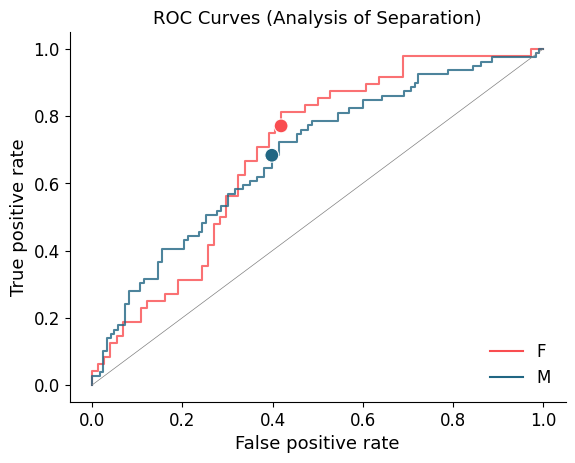 ROC Curves (Analysis of Separation)
True positive rate
1.0
0.8
0.6
0.4
0.2
0.0
0.0 0.2 0.4 0.6 0.8 1.0
False positive rate
F
M